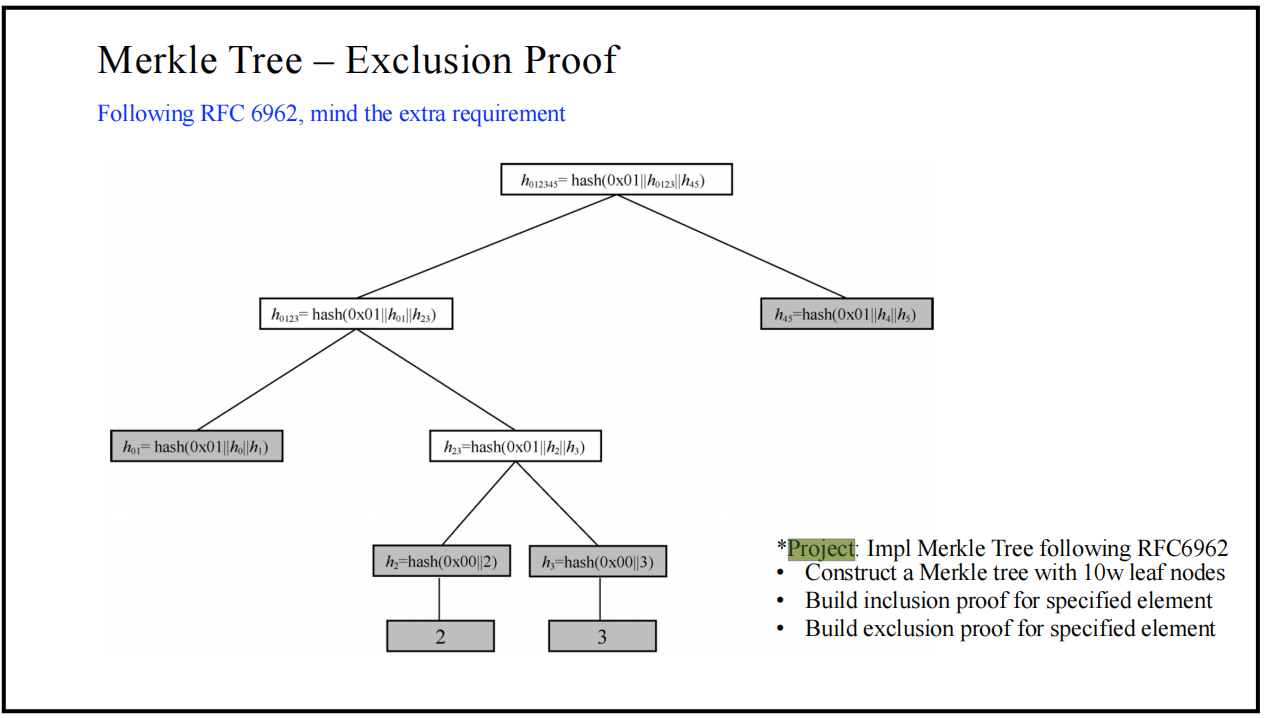 Merkle Tree – Exclusion Proof
Following RFC 6962, mind the extra requirement
h₀₁₂₃₄₅= hash(0x01||h₀₁₂₃||h₄₅)
h₀₁₂₃= hash(0x01||h₀₁||h₂₃)
h₄₅=hash(0x01||h₄||h₅)
h₀₁= hash(0x01||h₀||h₁)
h₂₃=hash(0x01||h₂||h₃)
h₂=hash(0x00||2)
h₃=hash(0x00||3)
2
3
*Project: Impl Merkle Tree following RFC6962
• Construct a Merkle tree with 10w leaf nodes
• Build inclusion proof for specified element
• Build exclusion proof for specified element